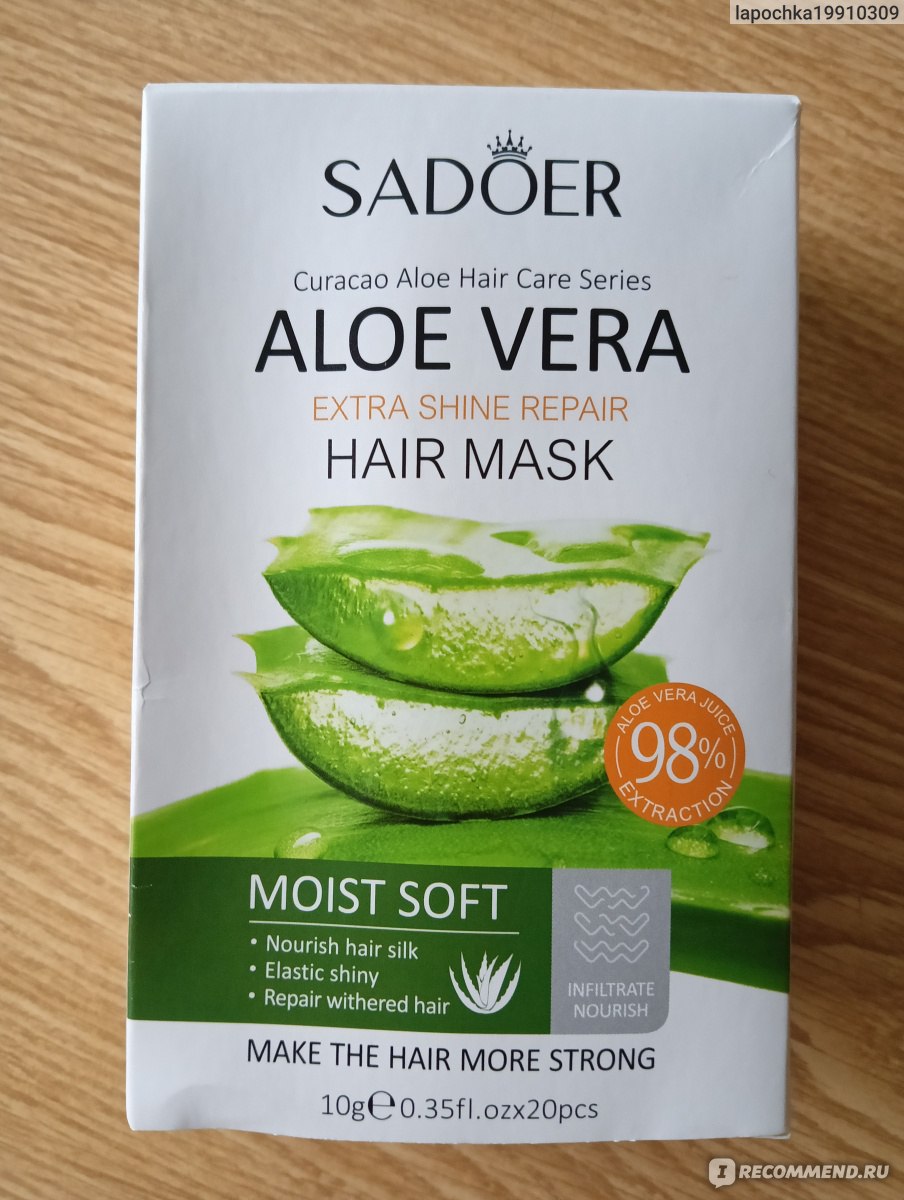 lapochka19910309
SADOER
Curacao Aloe Hair Care Series
ALOE VERA
EXTRA SHINE REPAIR
HAIR MASK
ALOE VERA JUICE
98%
EXTRACTION
MOIST SOFT
• Nourish hair silk
• Elastic shiny
• Repair withered hair
INFILTRATE
NOURISH
MAKE THE HAIR MORE STRONG
10g℮0.35fl.ozx20pcs
IRECOMMEND.RU